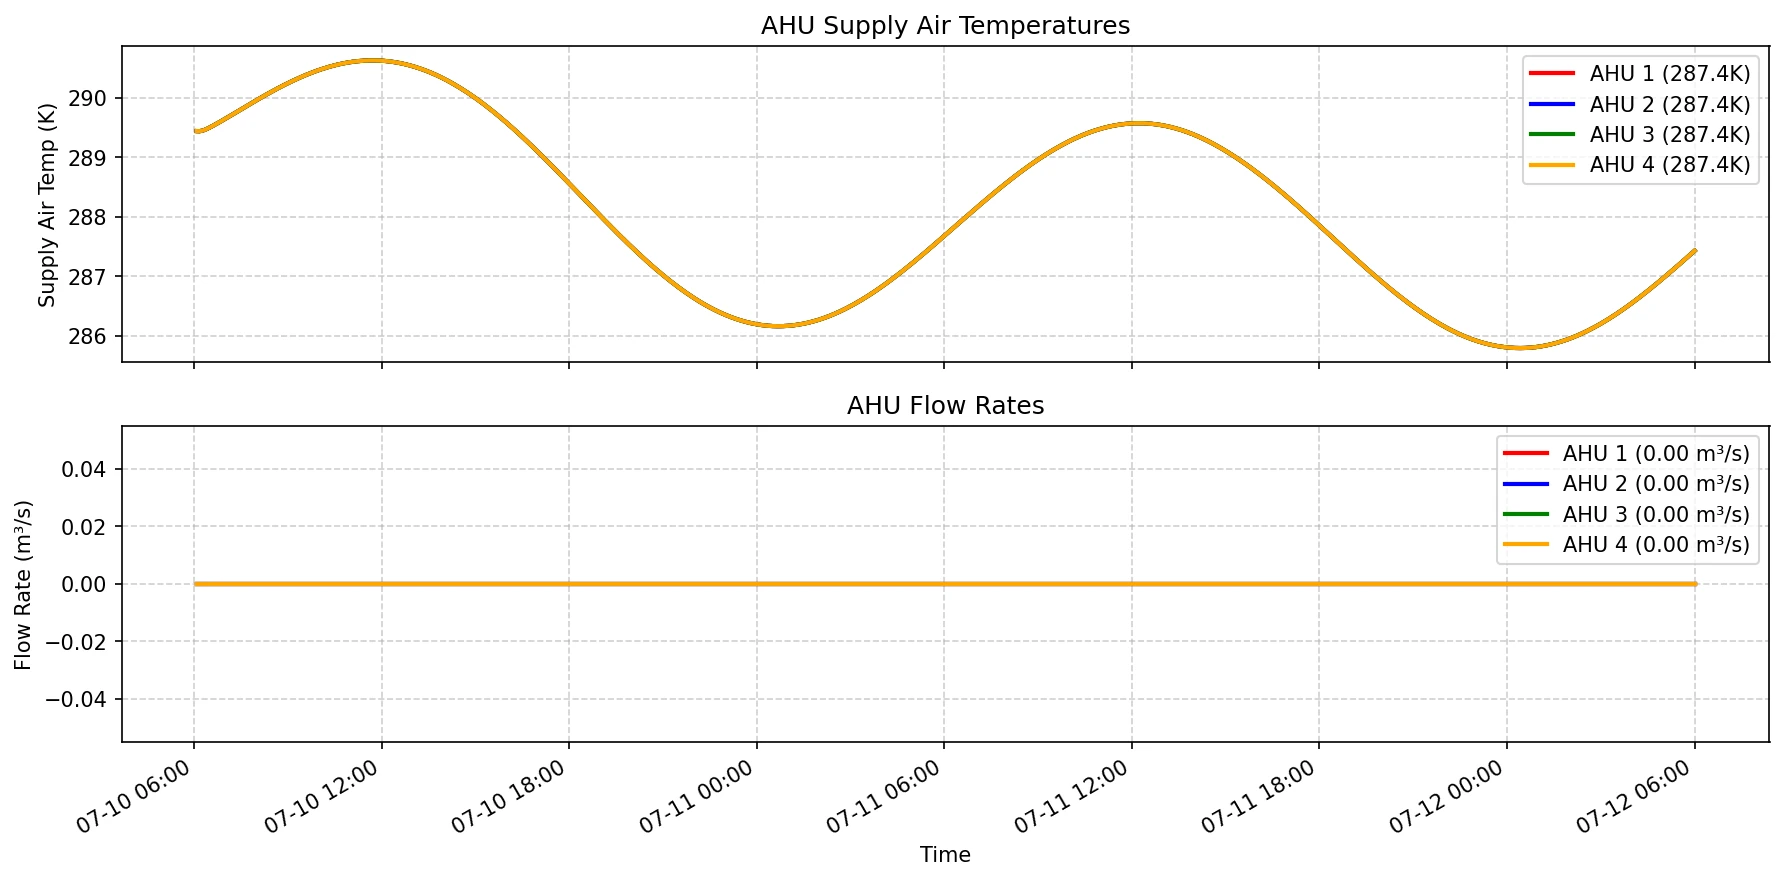 AHU Supply Air Temperatures
Supply Air Temp (K)
290
289
288
287
286
AHU 1 (287.4K)
AHU 2 (287.4K)
AHU 3 (287.4K)
AHU 4 (287.4K)
AHU Flow Rates
Flow Rate (m³/s)
0.04
0.02
0.00
−0.02
−0.04
AHU 1 (0.00 m³/s)
AHU 2 (0.00 m³/s)
AHU 3 (0.00 m³/s)
AHU 4 (0.00 m³/s)
07-10 06:00
07-10 12:00
07-10 18:00
07-11 00:00
07-11 06:00
07-11 12:00
07-11 18:00
07-12 00:00
07-12 06:00
Time